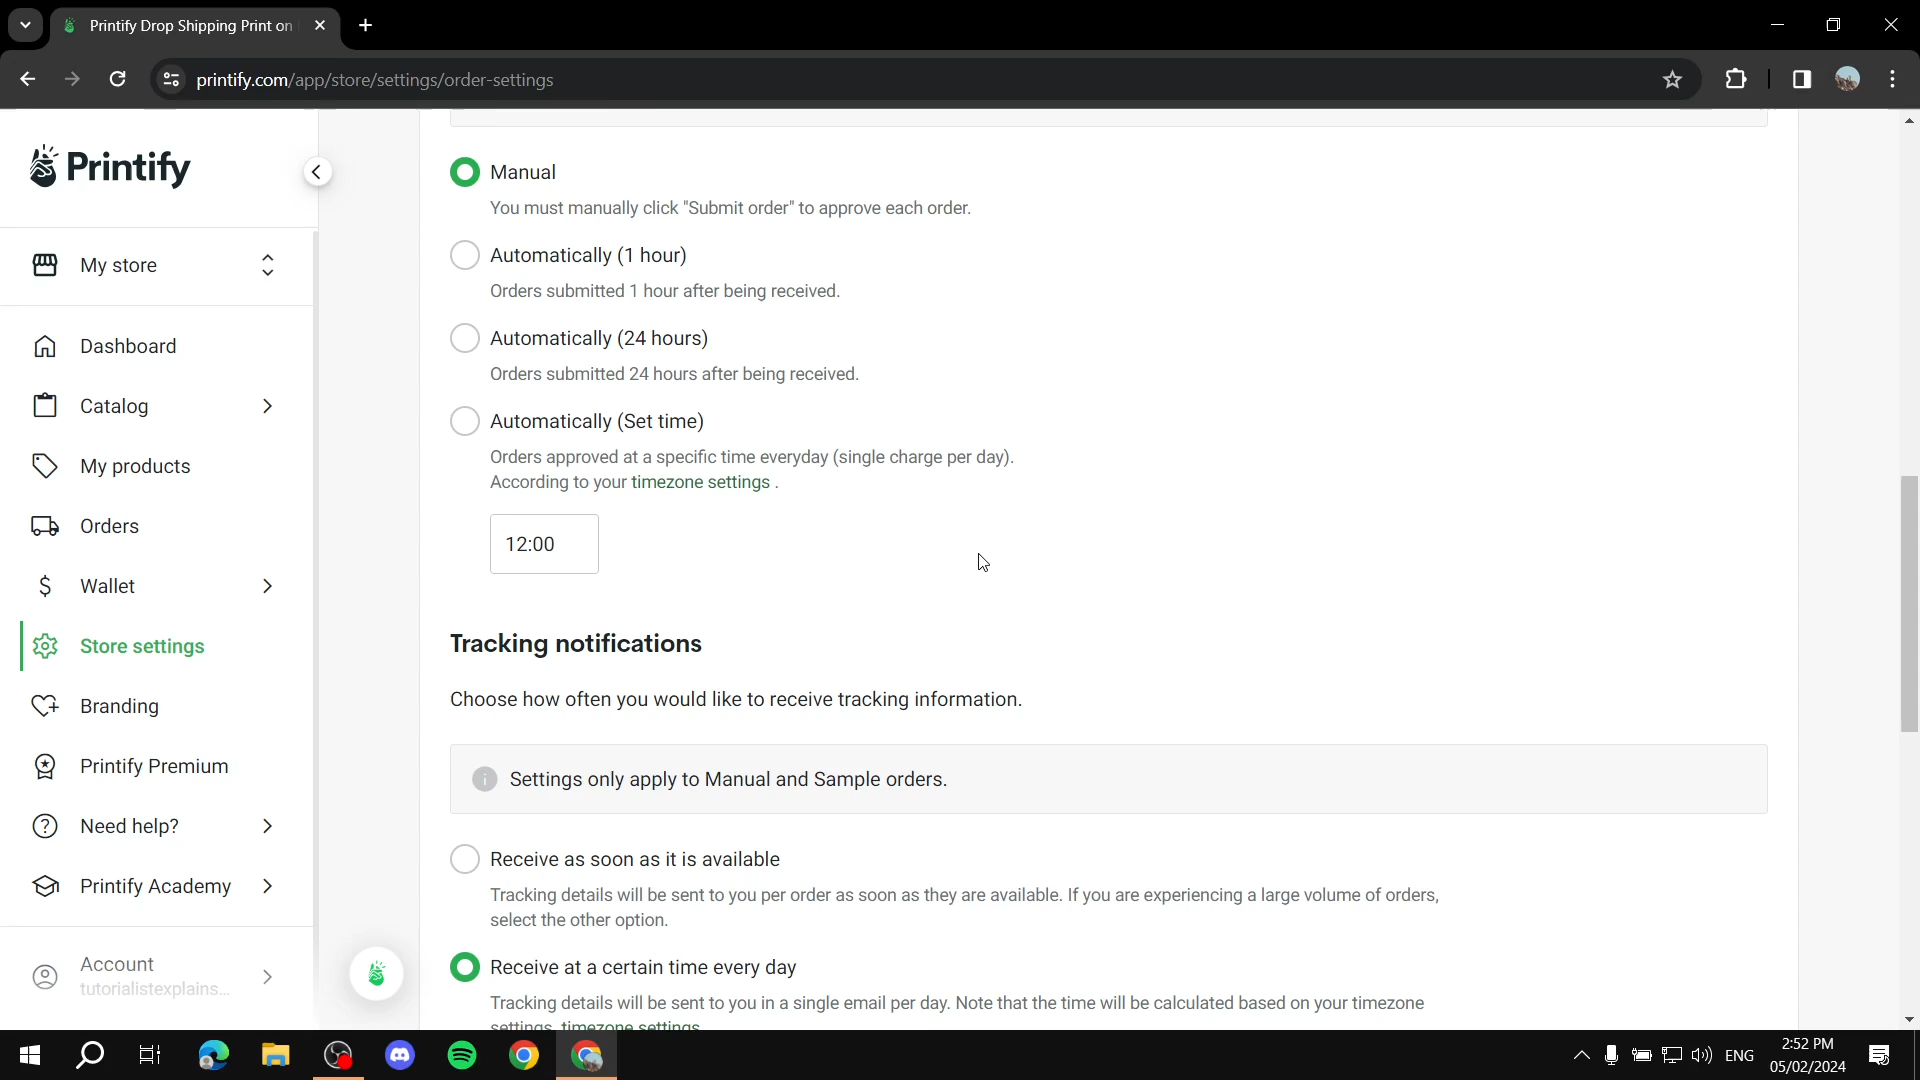 Printify Drop Shipping Print on
printify.com/app/store/settings/order-settings
Printify
My store
Dashboard
Catalog
My products
Orders
Wallet
Store settings
Branding
Printify Premium
Need help?
Printify Academy
Account
tutorialistexplains...
Manual
You must manually click "Submit order" to approve each order.
Automatically (1 hour)
Orders submitted 1 hour after being received.
Automatically (24 hours)
Orders submitted 24 hours after being received.
Automatically (Set time)
Orders approved at a specific time everyday (single charge per day).
According to your timezone settings .
12:00
Tracking notifications
Choose how often you would like to receive tracking information.
Settings only apply to Manual and Sample orders.
Receive as soon as it is available
Tracking details will be sent to you per order as soon as they are available. If you are experiencing a large volume of orders,
select the other option.
Receive at a certain time every day
Tracking details will be sent to you in a single email per day. Note that the time will be calculated based on your timezone
settings. timezone settings
ENG
2:52 PM
05/02/2024